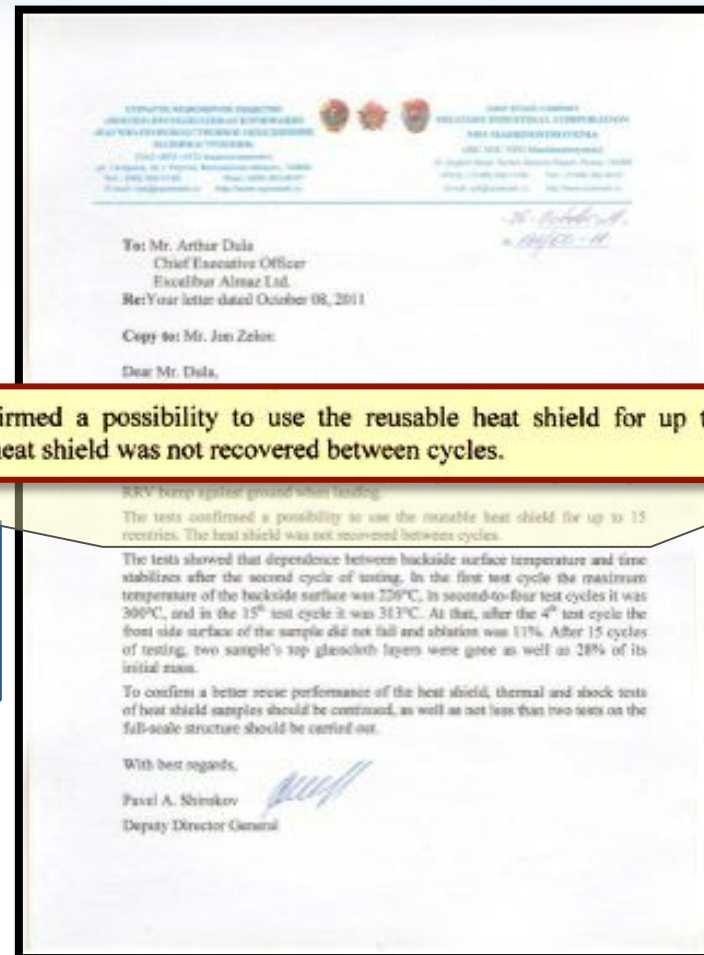 To: Mr. Arthur Dula
Chief Executive Officer
Excalibur Almaz Ltd.
Re:Your letter dated October 08, 2011
Copy to: Mr. Jim Zelon
Dear Mr. Dula,
firmed a possibility to use the reusable heat shield for up t
heat shield was not recovered between cycles.
RRV bump against ground when landing.
The tests confirmed a possibility to use the reusable heat shield for up to 15
reentries. The heat shield was not recovered between cycles.
The tests showed that dependence between backside surface temperature and time
stabilizes after the second cycle of testing. In the first test cycle the maximum
temperature of the backside surface was 226°C, in second-to-four test cycles it was
300°C, and in the 15th test cycle it was 313°C. At that, after the 4th test cycle the
front side surface of the sample did not fail and ablation was 11%. After 15 cycles
of testing, two sample's top glasscloth layers were gone as well as 28% of its
initial mass.
To confirm a better reuse performance of the heat shield, thermal and shock tests
of heat shield samples should be continued, as well as not less than two tests on the
full-scale structure should be carried out.
With best regards,
Pavel A. Shirokov
Deputy Director General